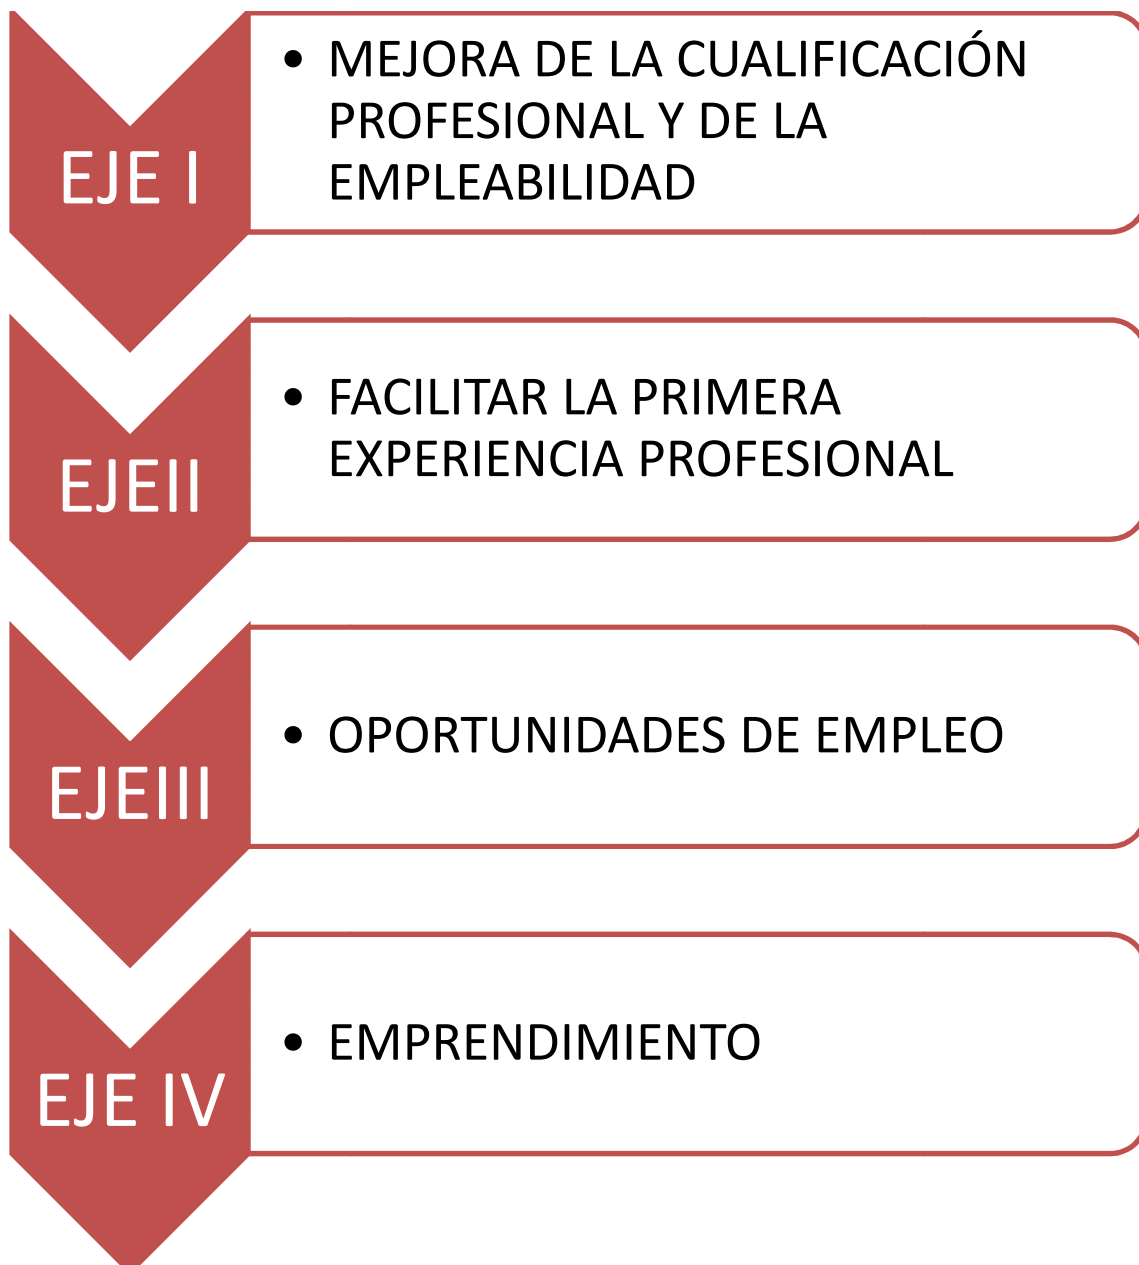 EJE I
• MEJORA DE LA CUALIFICACIÓN
PROFESIONAL Y DE LA
EMPLEABILIDAD
EJEII
• FACILITAR LA PRIMERA
EXPERIENCIA PROFESIONAL
EJEIII
• OPORTUNIDADES DE EMPLEO
EJE IV
• EMPRENDIMIENTO